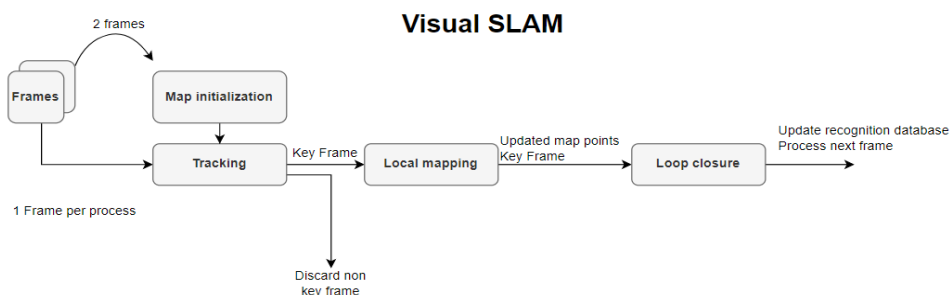 Visual SLAM
2 frames
Frames
Map initialization
Tracking
Key Frame
Local mapping
Updated map points
Key Frame
Loop closure
Update recognition database
Process next frame
1 Frame per process
Discard non
key frame